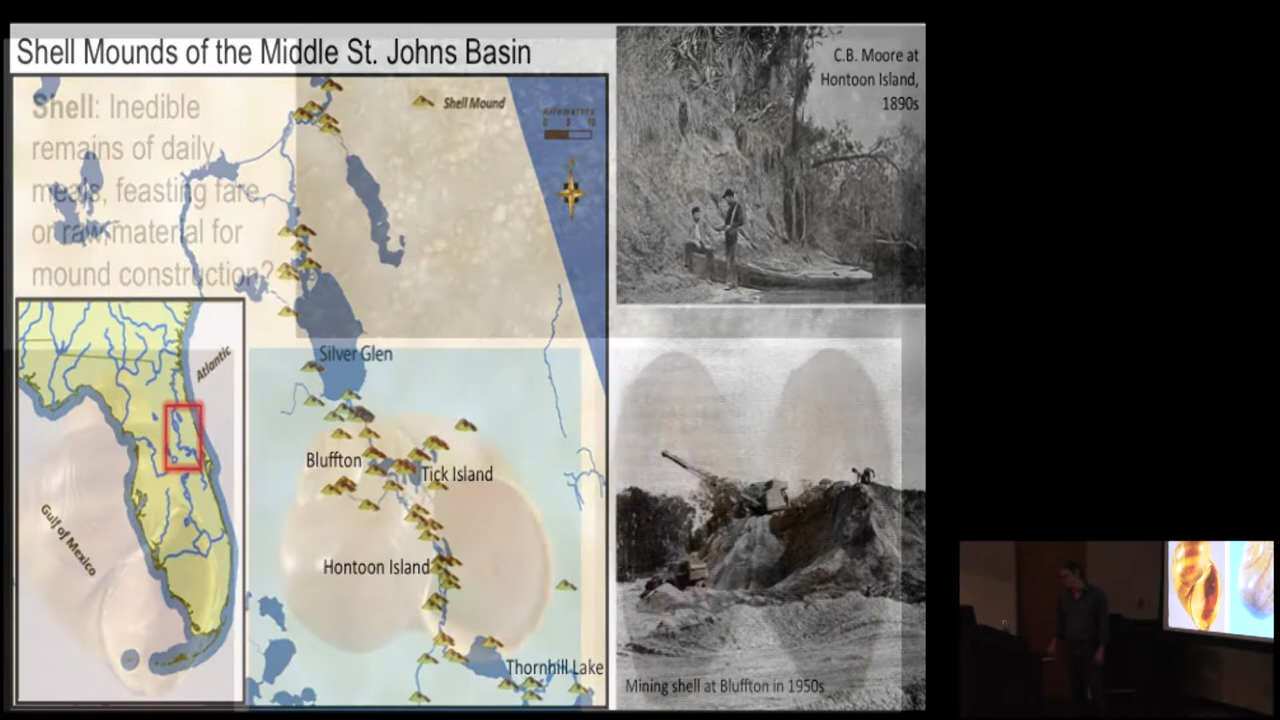 Shell Mounds of the Middle St. Johns Basin
Shell: Inedible
remains of daily
meals, feasting fare
or raw material for
mound construction?
Shell Mound
Kilometers
0 5 10
Atlantic
Gulf of Mexico
Silver Glen
Bluffton
Tick Island
Hontoon Island
Thornhill Lake
C.B. Moore at
Hontoon Island,
1890s
Mining shell at Bluffton in 1950s